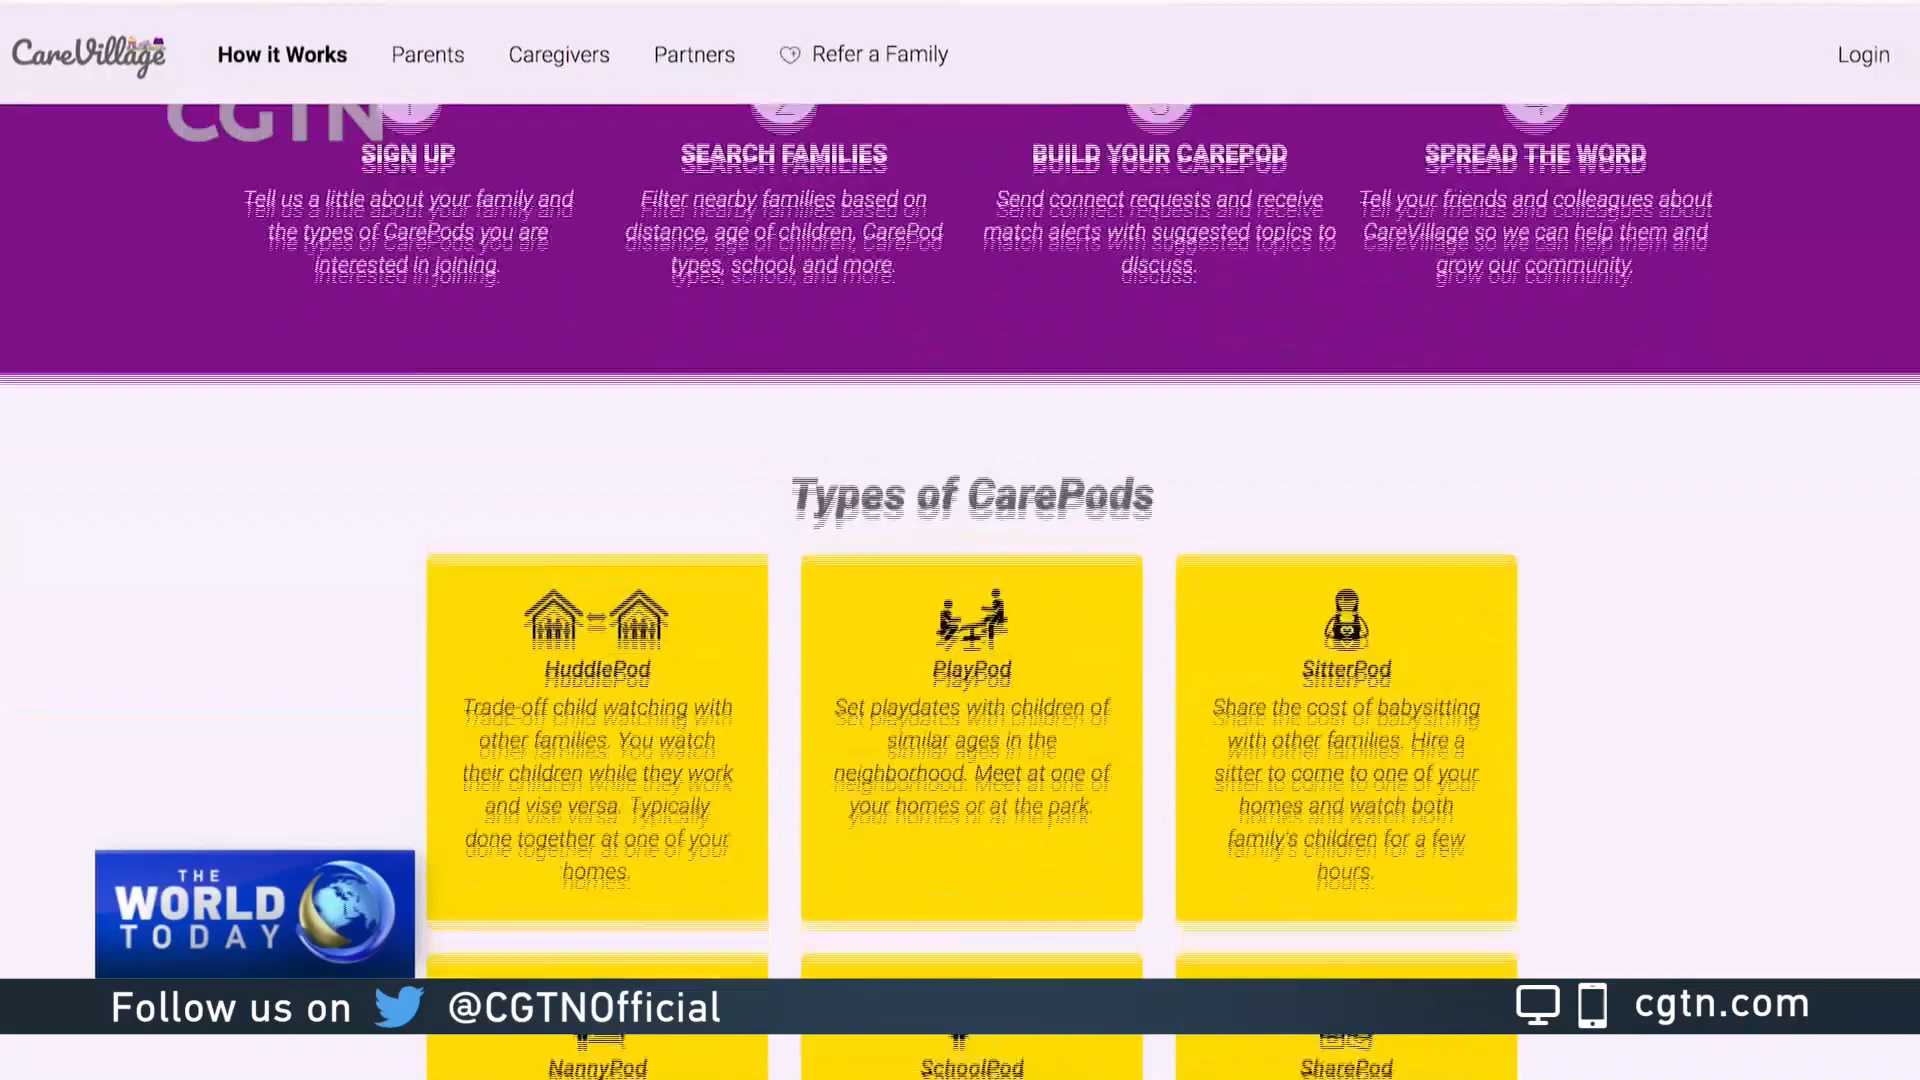 CareVillage
How it Works
Parents
Caregivers
Partners
Refer a Family
Login
CGTN
1
2
3
4
SIGN UP
Tell us a little about your family and
the types of CarePods you are
interested in joining.
SEARCH FAMILIES
Filter nearby families based on
distance, age of children, CarePod
types, school, and more.
BUILD YOUR CAREPOD
Send connect requests and receive
match alerts with suggested topics to
discuss.
SPREAD THE WORD
Tell your friends and colleagues about
CareVillage so we can help them and
grow our community.
Types of CarePods
HuddlePod
Trade-off child watching with
other families. You watch
their children while they work
and vise versa. Typically
done together at one of your
homes.
PlayPod
Set playdates with children of
similar ages in the
neighborhood. Meet at one of
your homes or at the park.
SitterPod
Share the cost of babysitting
with other families. Hire a
sitter to come to one of your
homes and watch both
family's children for a few
hours.
THE
WORLD
TODAY
Follow us on @CGTNOfficial
cgtn.com
NannyPod
SchoolPod
SharePod